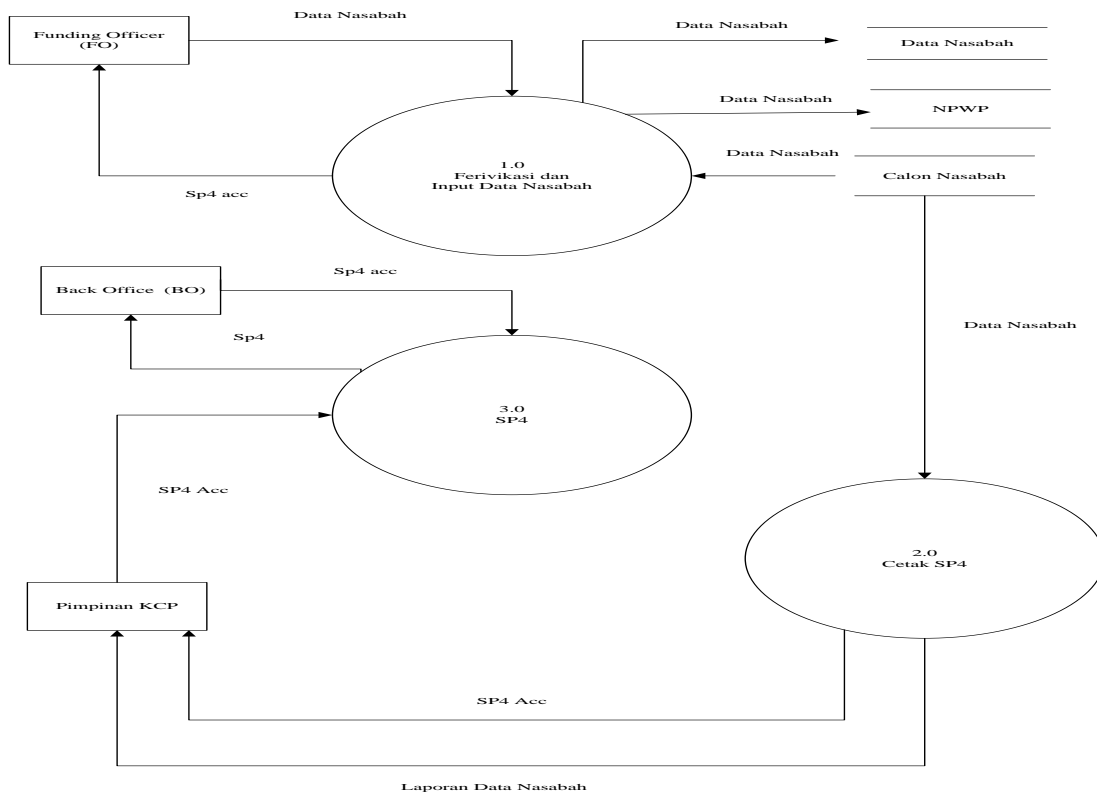 Data Nasabah
Data Nasabah
Funding Officer
(FO)
Data Nasabah
Data Nasabah
NPWP
Data Nasabah
1.0
Ferivikasi dan
Input Data Nasabah
Calon Nasabah
Sp4 acc
Sp4 acc
Back Office (BO)
Data Nasabah
Sp4
3.0
SP4
SP4 Acc
2.0
Cetak SP4
Pimpinan KCP
SP4 Acc
Laporan Data Nasabah